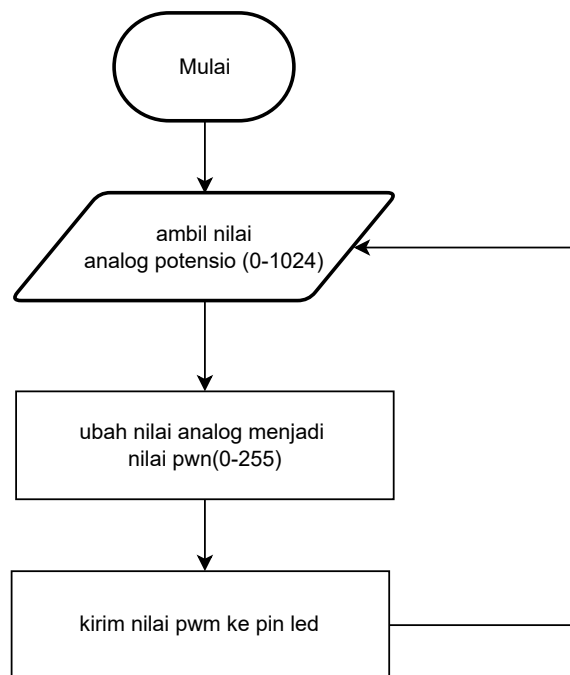 Mulai
ambil nilai
analog potensio (0-1024)
ubah nilai analog menjadi
nilai pwn(0-255)
kirim nilai pwm ke pin led